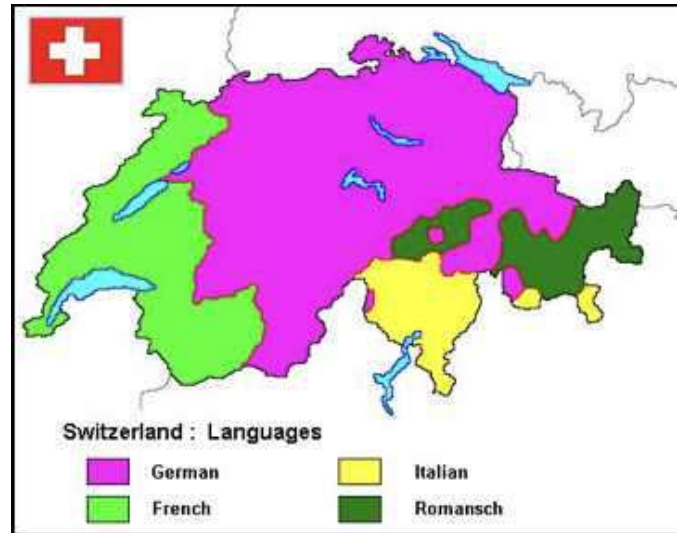 Switzerland : Languages
German
Italian
French
Romansch